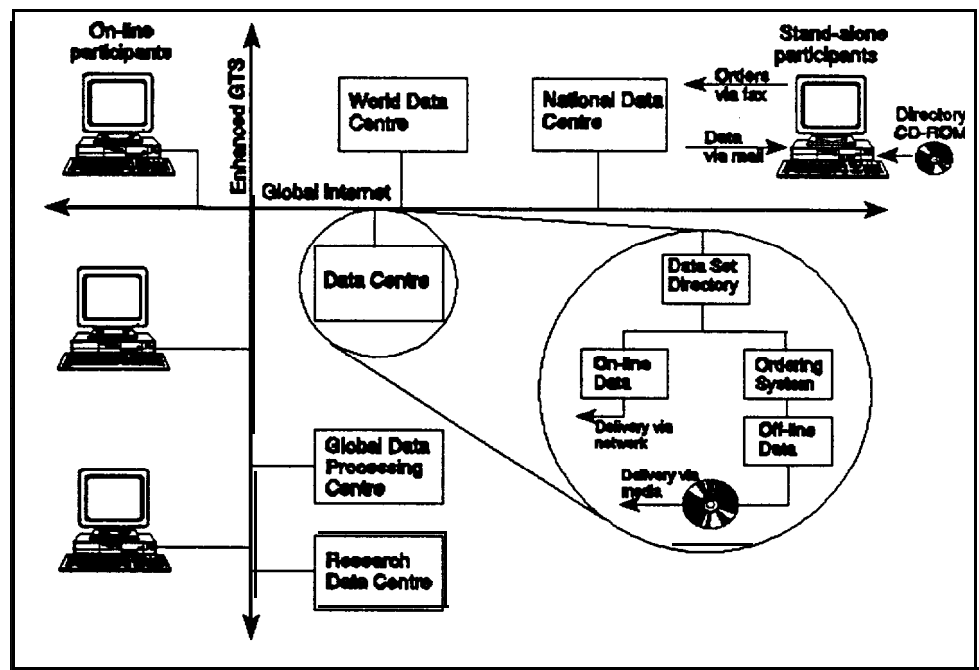 On-line
participants
Enhanced GTS
World Data
Centre
National Data
Centre
Stand-alone
participants
Orders
via fax
Data
via mail
Directory
CD-ROM
Global Internet
Data Centre
Data Set
Directory
On-line
Data
Ordering
System
Delivery via
network
Off-line
Data
Delivery via
media
Global Data
Processing
Centre
Research
Data Centre